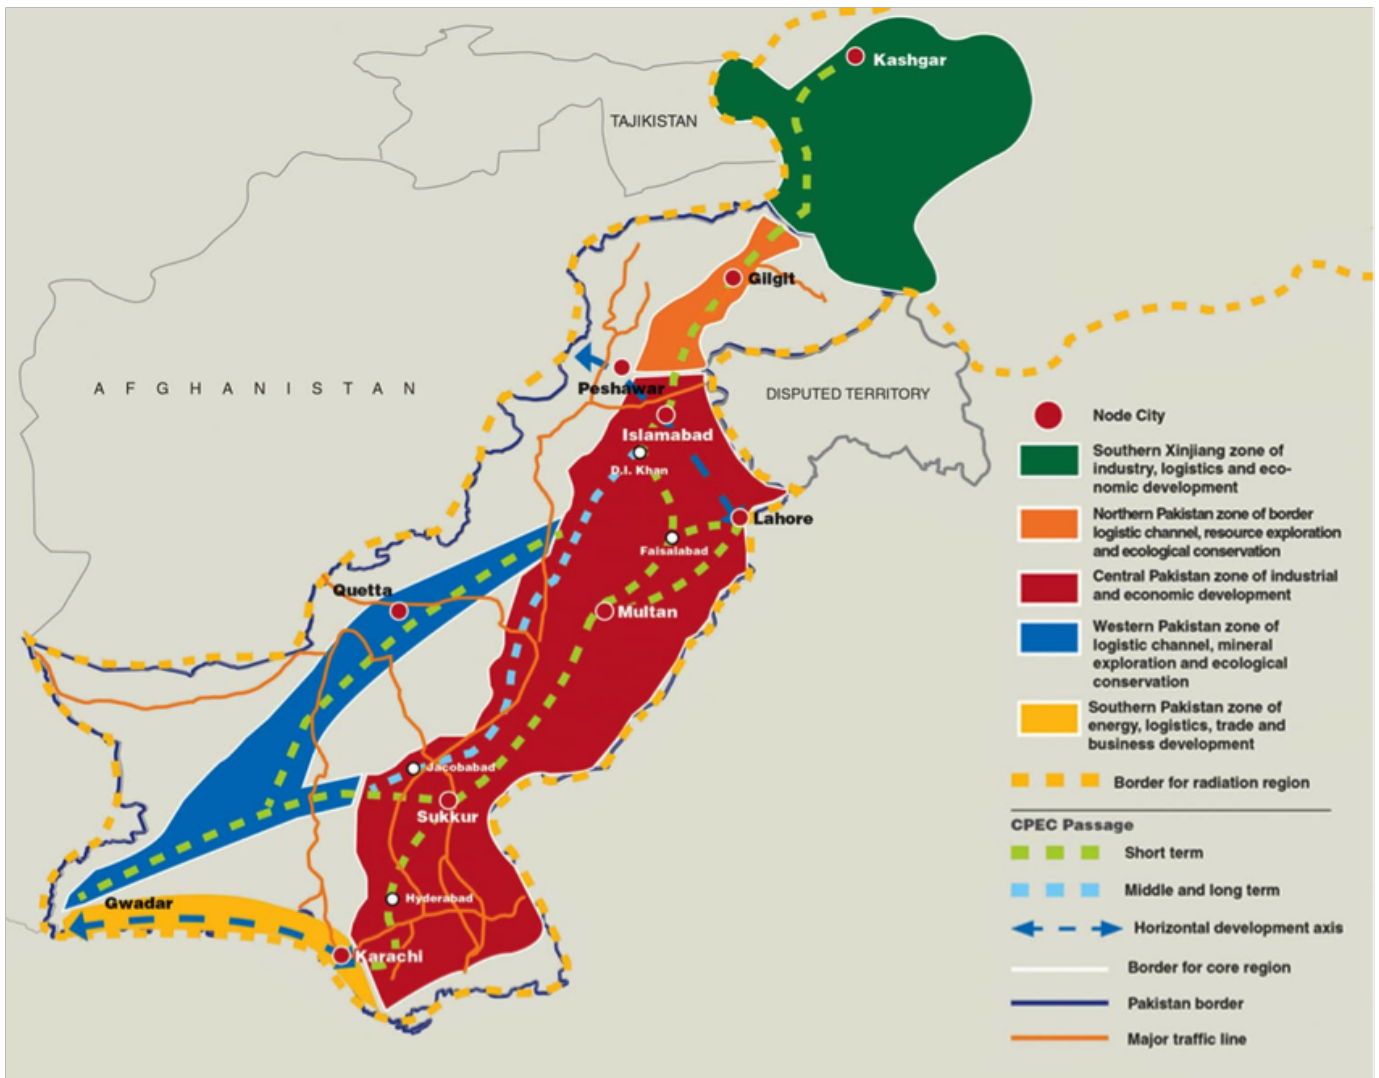 Kashgar
TAJIKISTAN
Gilgit
AFGHANISTAN
Peshawar
DISPUTED TERRITORY
Islamabad
D.I. Khan
Lahore
Faisalabad
Quetta
Multan
Jacobabad
Sukkur
Hyderabad
Gwadar
Karachi
Node City
Southern Xinjiang zone of
industry, logistics and eco-
nomic development
Northern Pakistan zone of border
logistic channel, resource exploration
and ecological conservation
Central Pakistan zone of industrial
and economic development
Western Pakistan zone of
logistic channel, mineral
exploration and ecological
conservation
Southern Pakistan zone of
energy, logistics, trade and
business development
Border for radiation region
CPEC Passage
Short term
Middle and long term
Horizontal development axis
Border for core region
Pakistan border
Major traffic line